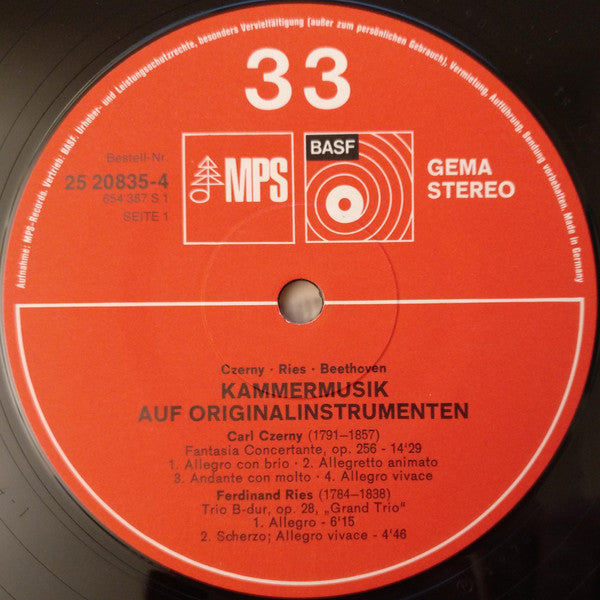 Aufnahme: MPS-Records. Vertrieb: BASF. Urheber- und Leistungsschutzrechte, besonders Vervielfältigung (außer zum persönlichen Gebrauch), Vermietung, Aufführung, Sendung vorbehalten. Made in Germany
33
Bestell-Nr.
25 20835-4
654 367 S 1
SEITE 1
MPS
BASF
GEMA
STEREO
Czerny · Ries · Beethoven
KAMMERMUSIK
AUF ORIGINALINSTRUMENTEN
Carl Czerny (1791–1857)
Fantasia Concertante, op. 256 - 14'29
1. Allegro con brio · 2. Allegretto animato
3. Andante con molto · 4. Allegro vivace
Ferdinand Ries (1784–1838)
Trio B-dur, op. 28, „Grand Trio“
1. Allegro - 6'15
2. Scherzo; Allegro vivace - 4'46